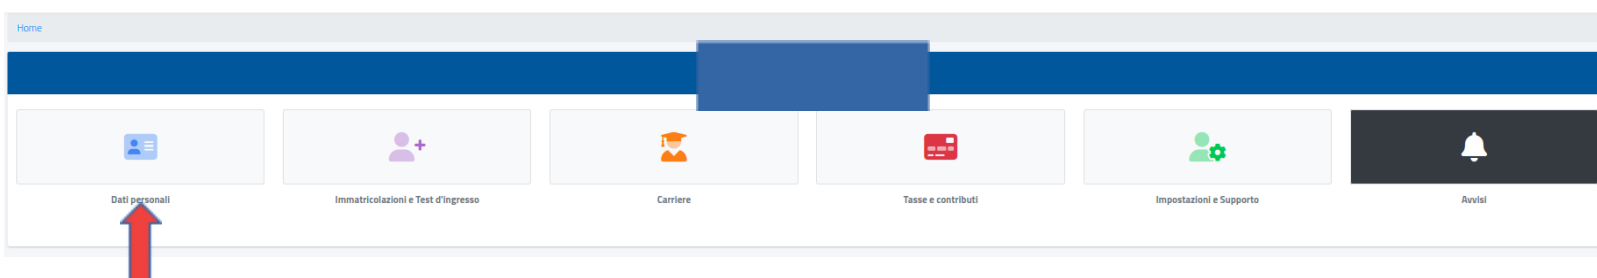 Home
Dati personali
Immatricolazioni e Test d'ingresso
Carriere
Tasse e contributi
Impostazioni e Supporto
Avvisi